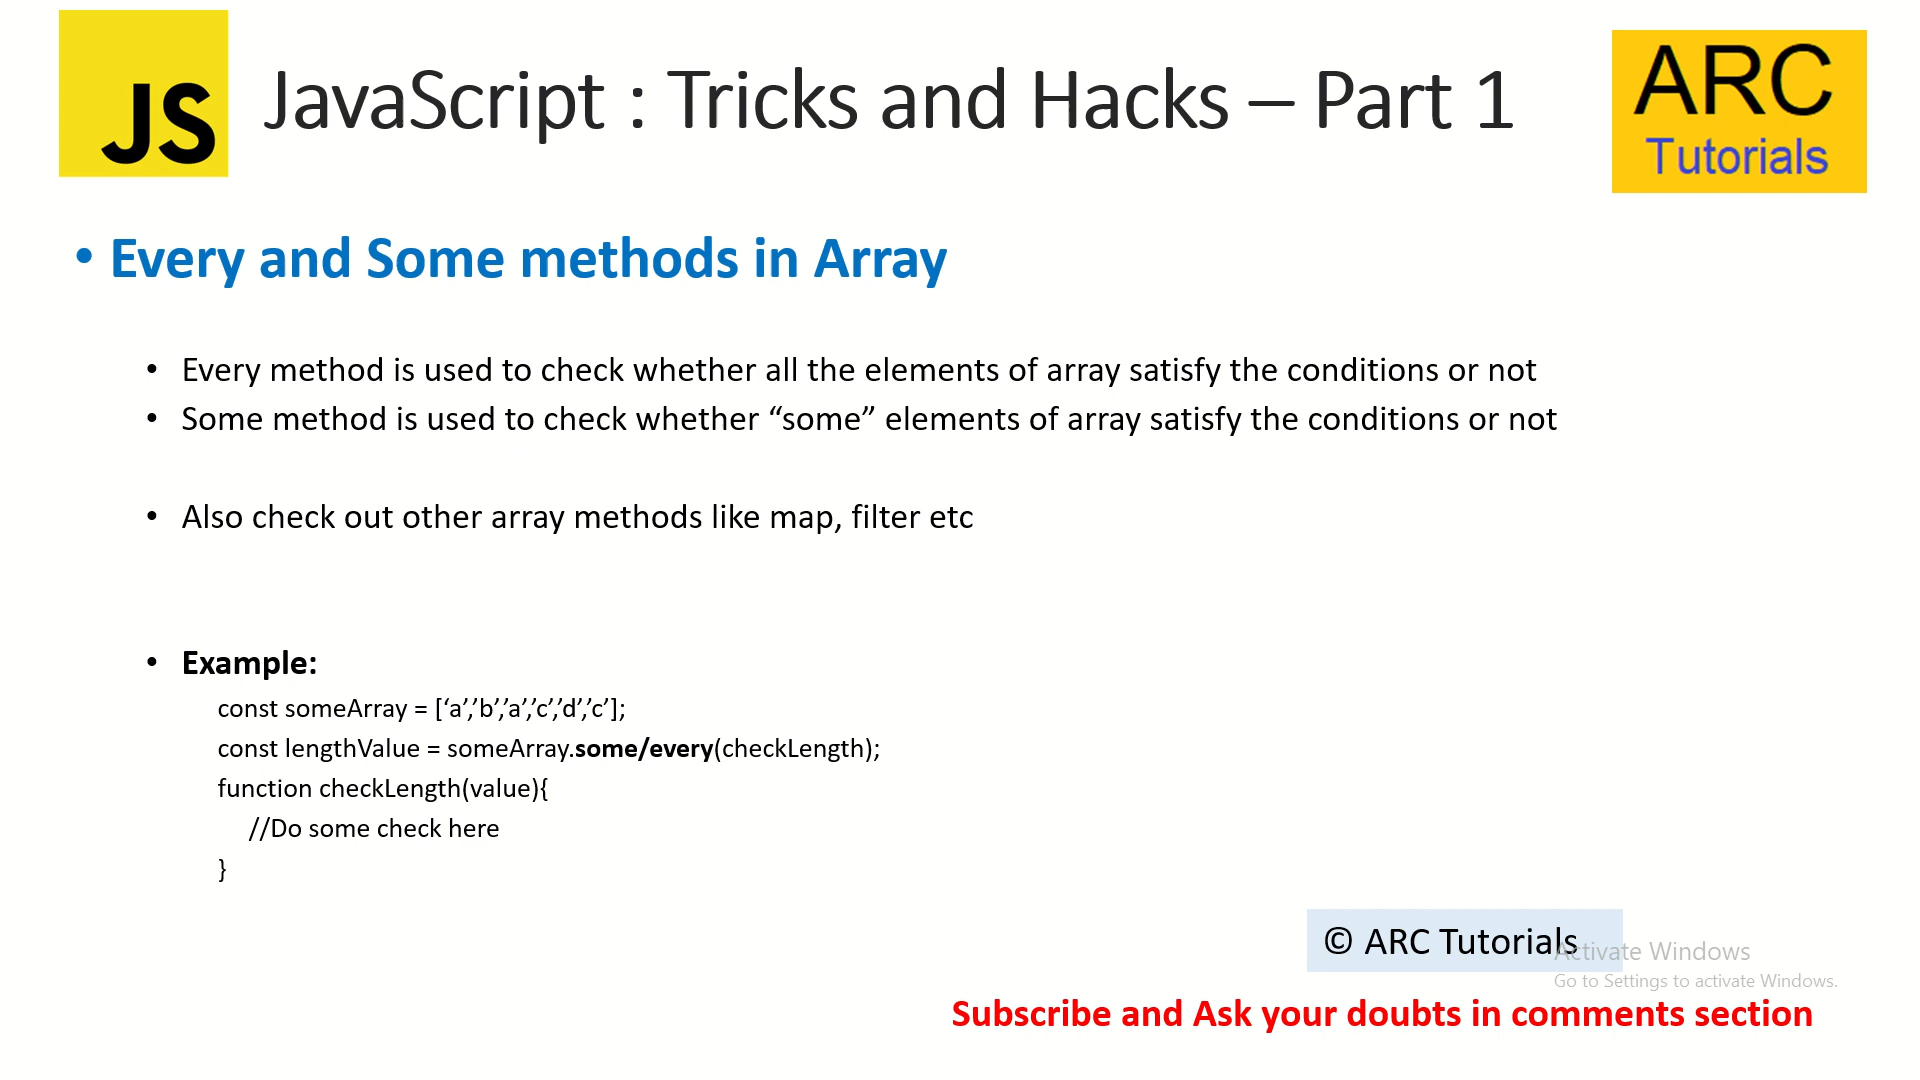 JS
JavaScript : Tricks and Hacks – Part 1
ARC
Tutorials
• Every and Some methods in Array
• Every method is used to check whether all the elements of array satisfy the conditions or not
• Some method is used to check whether “some” elements of array satisfy the conditions or not
• Also check out other array methods like map, filter etc
• Example:
const someArray = [‘a’,’b’,’a’,’c’,’d’,’c’];
const lengthValue = someArray.some/every(checkLength);
function checkLength(value){
//Do some check here
}
© ARC Tutorials
Activate Windows
Go to Settings to activate Windows.
Subscribe and Ask your doubts in comments section